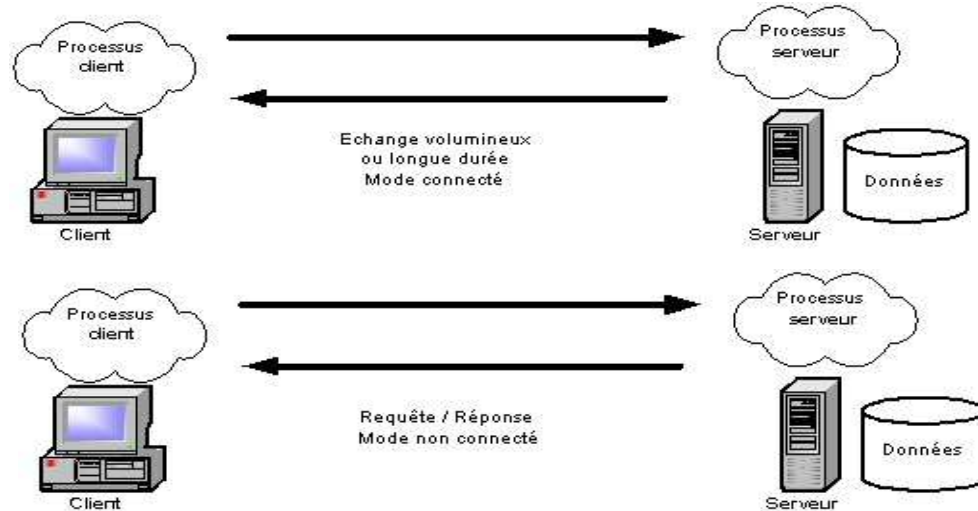 Processus
client
Processus
serveur
Echange volumineux
ou longue durée
Mode connecté
Données
Client
Serveur
Processus
client
Processus
serveur
Requête / Réponse
Mode non connecté
Données
Client
Serveur